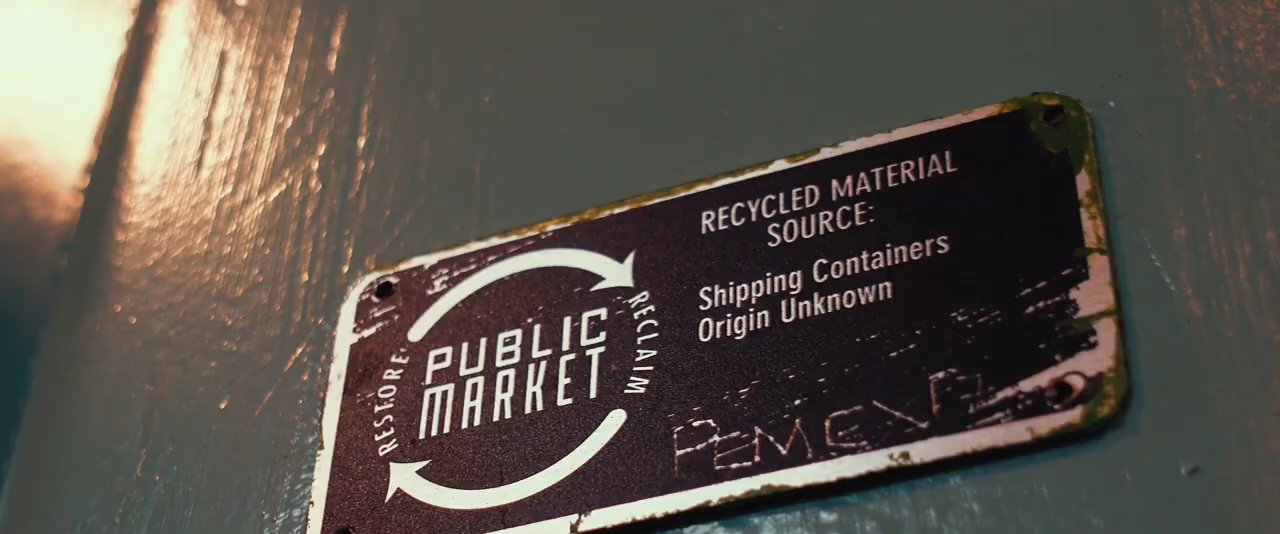 RESTORE
PUBLIC
MARKET
RECLAIM
RECYCLED MATERIAL
SOURCE:
Shipping Containers
Origin Unknown